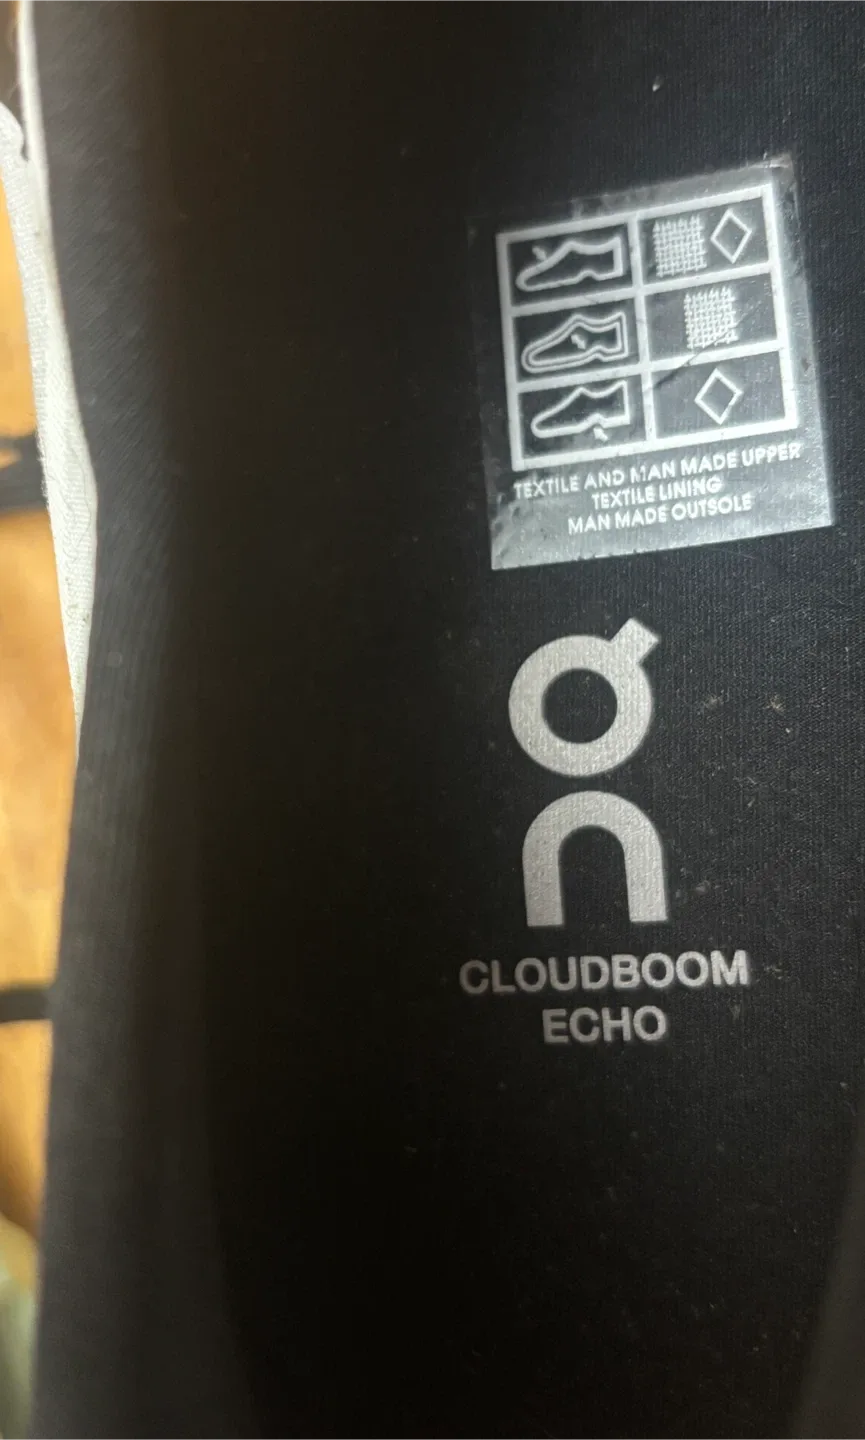 TEXTILE AND MAN MADE UPPER
TEXTILE LINING
MAN MADE OUTSOLE
On
CLOUDBOOM
ECHO